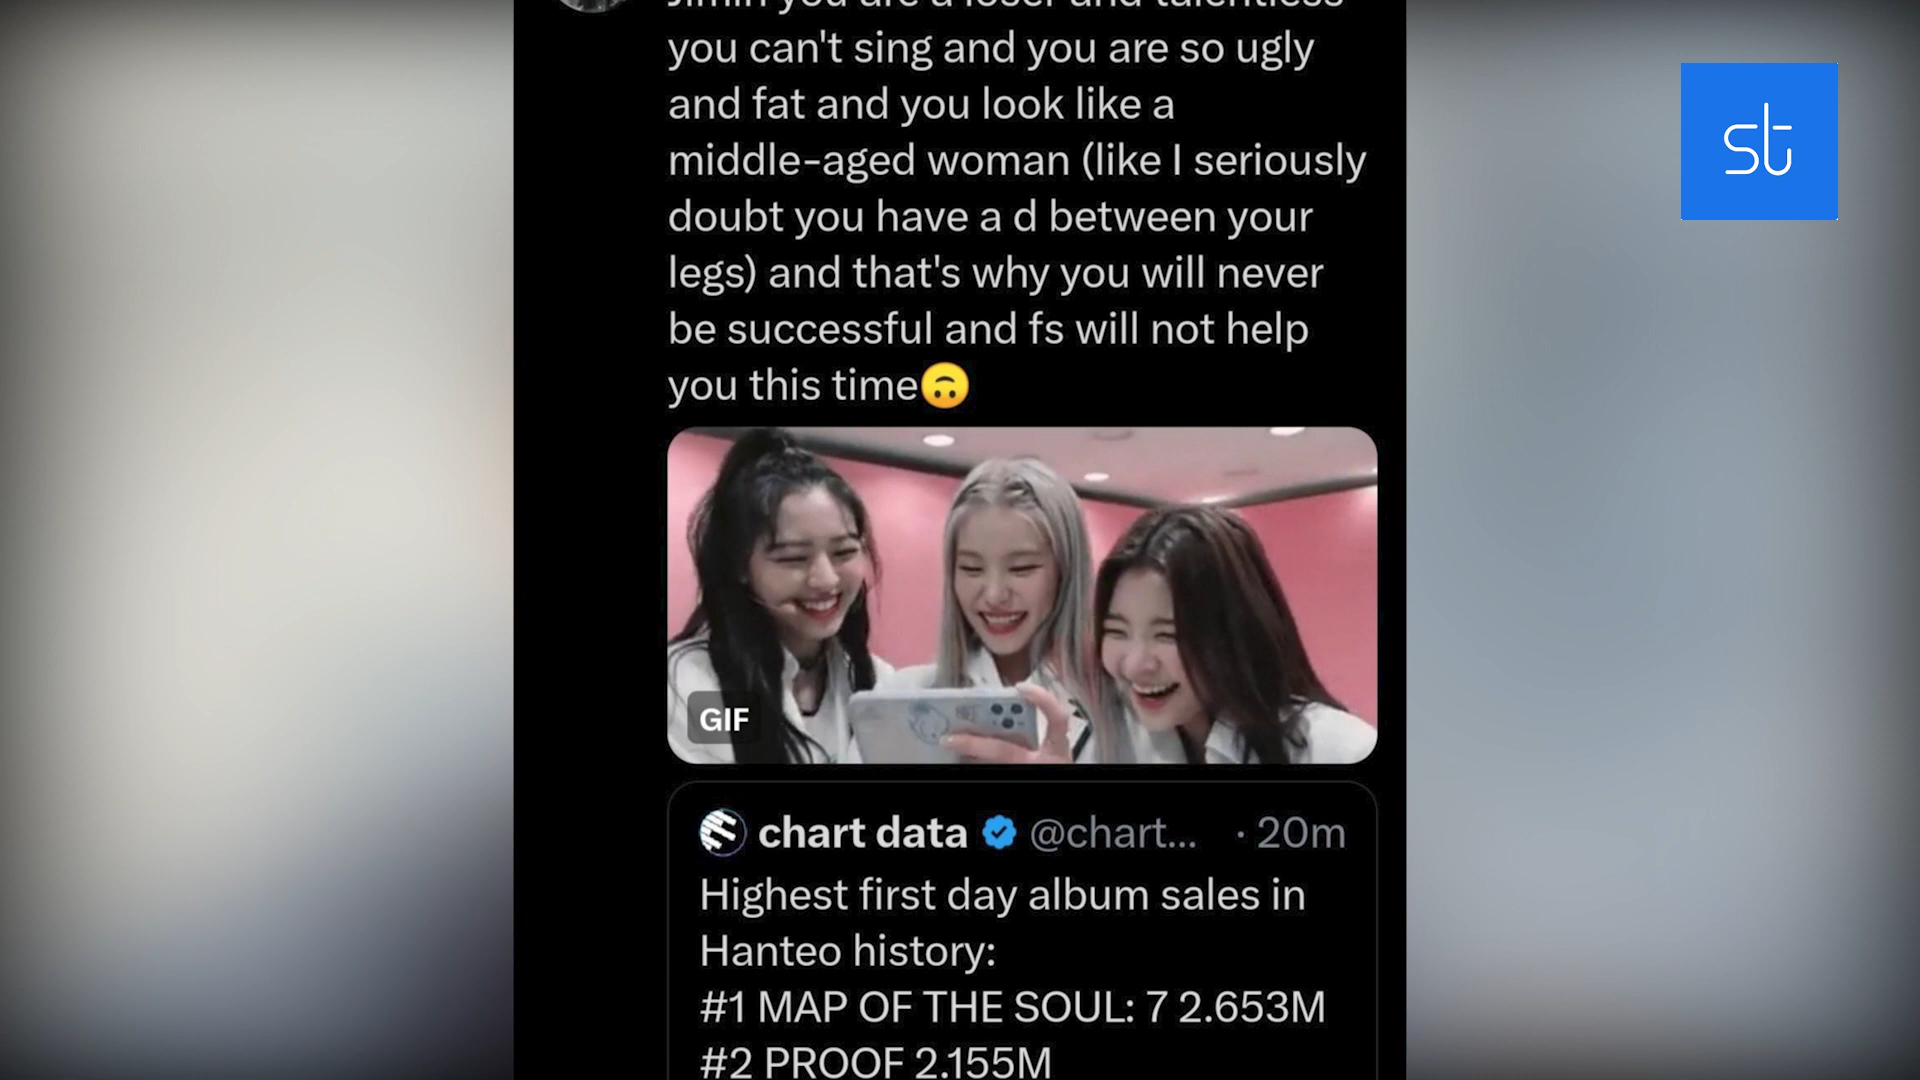 Jimin you are a loser and talentless
you can't sing and you are so ugly
and fat and you look like a
middle-aged woman (like I seriously
doubt you have a d between your
legs) and that's why you will never
be successful and fs will not help
you this time🙃
GIF
chart data @chart... · 20m
Highest first day album sales in
Hanteo history:
#1 MAP OF THE SOUL: 7 2.653M
#2 PROOF 2.155M
st